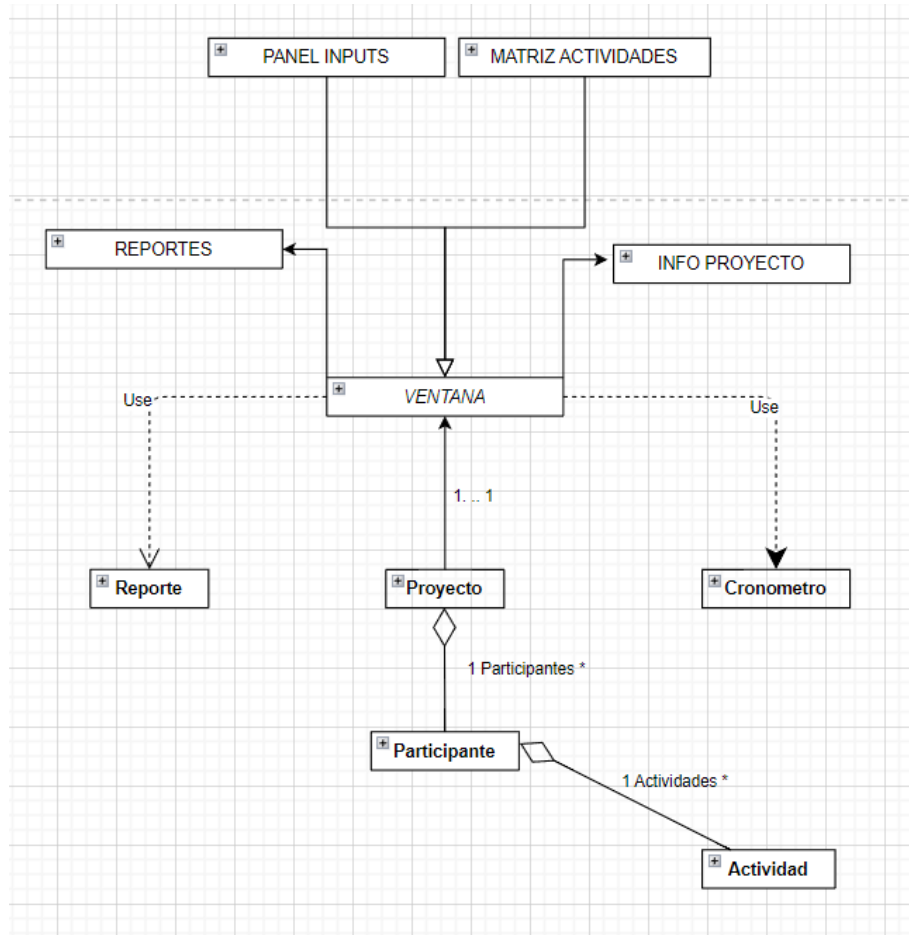 PANEL INPUTS
MATRIZ ACTIVIDADES
REPORTES
INFO PROYECTO
VENTANA
Use
Use
1. .. 1
Reporte
Proyecto
Cronometro
1 Participantes *
Participante
1 Actividades *
Actividad